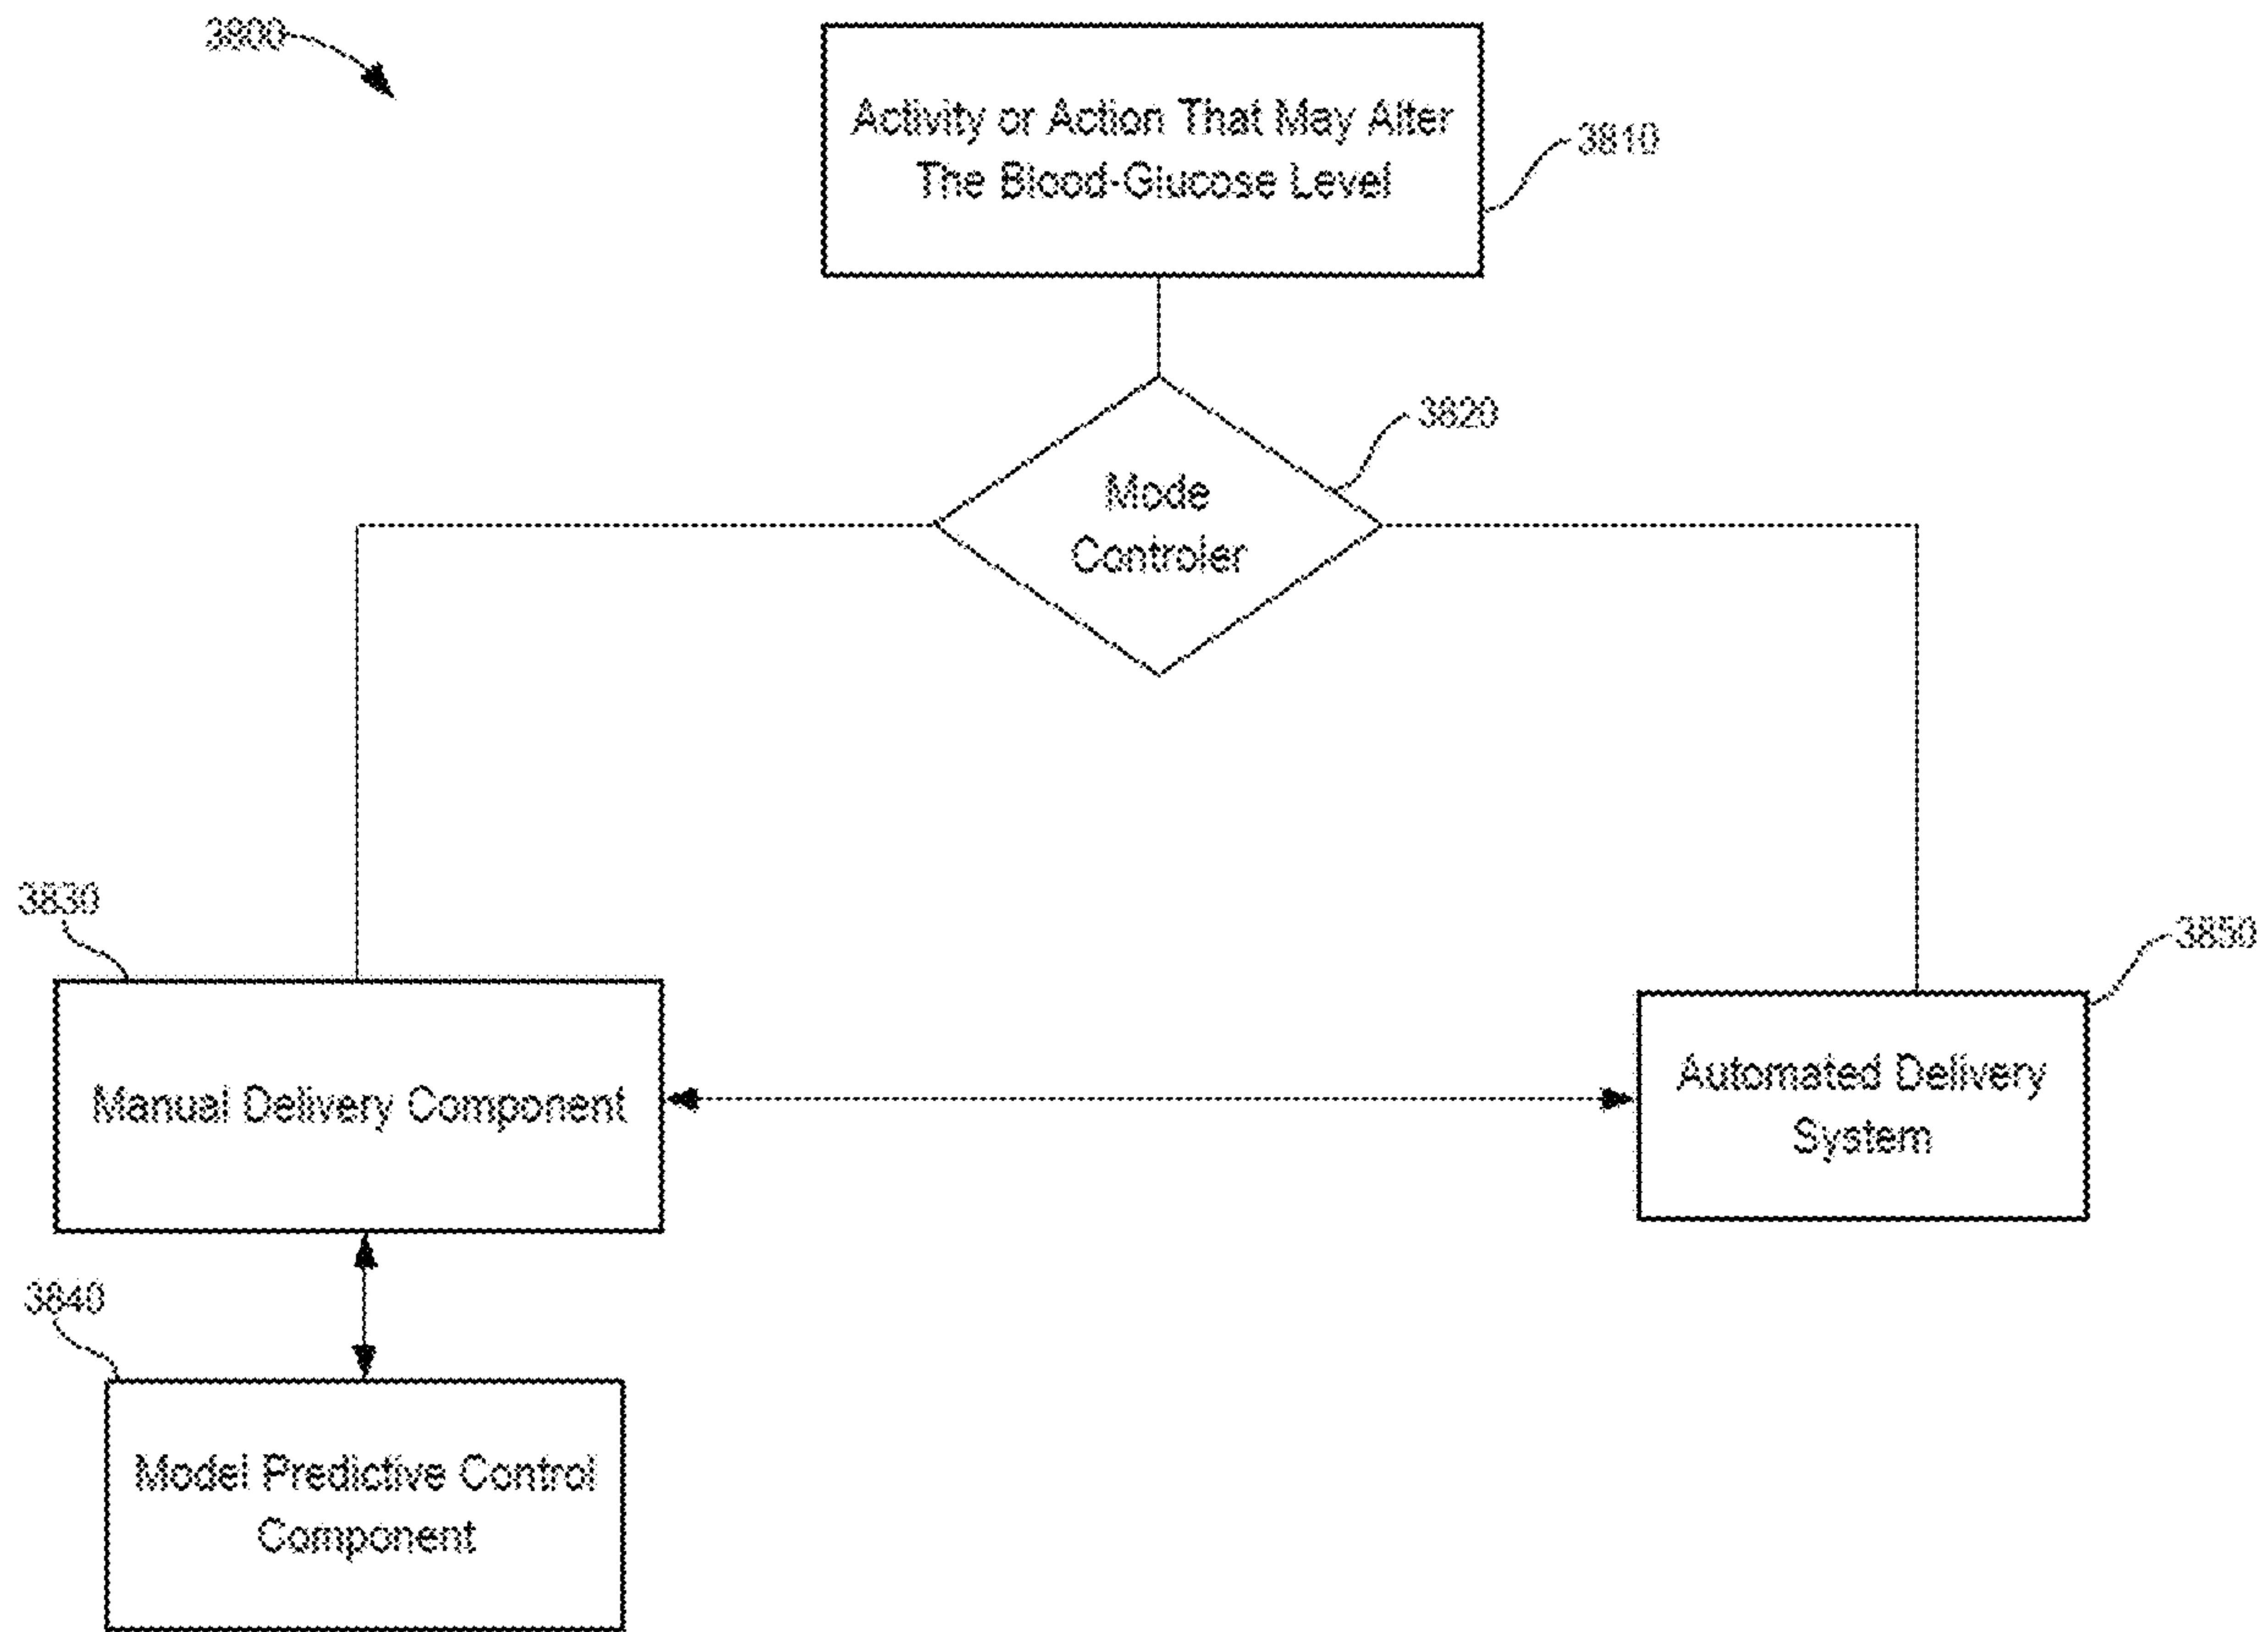 3800
Activity or Action That May Alter
The Blood-Glucose Level
3810
3820
Mode
Controler
3830
3850
Manual Delivery Component
Automated Delivery
System
3840
Model Predictive Control
Component